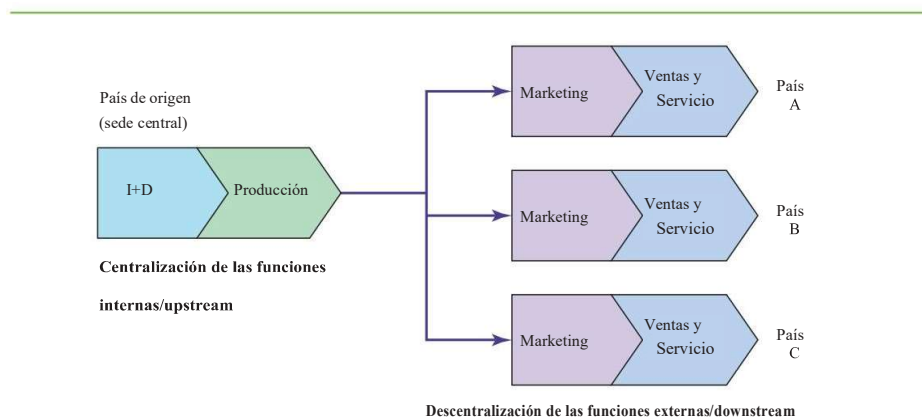 País de origen
(sede central)
I+D
Producción
Centralización de las funciones
internas/upstream
Marketing
Ventas y
Servicio
País
A
Marketing
Ventas y
Servicio
País
B
Marketing
Ventas y
Servicio
País
C
Descentralización de las funciones externas/downstream